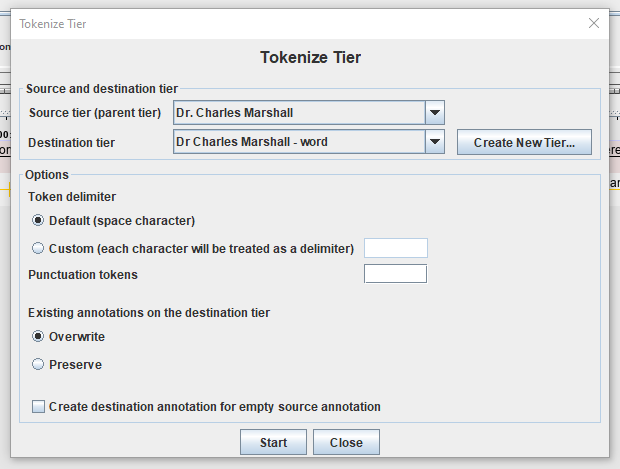 Tokenize Tier
Tokenize Tier
Source and destination tier
Source tier (parent tier) Dr. Charles Marshall
Destination tier Dr Charles Marshall - word Create New Tier...
Options
Token delimiter
Default (space character)
Custom (each character will be treated as a delimiter)
Punctuation tokens
Existing annotations on the destination tier
Overwrite
Preserve
Create destination annotation for empty source annotation
Start Close